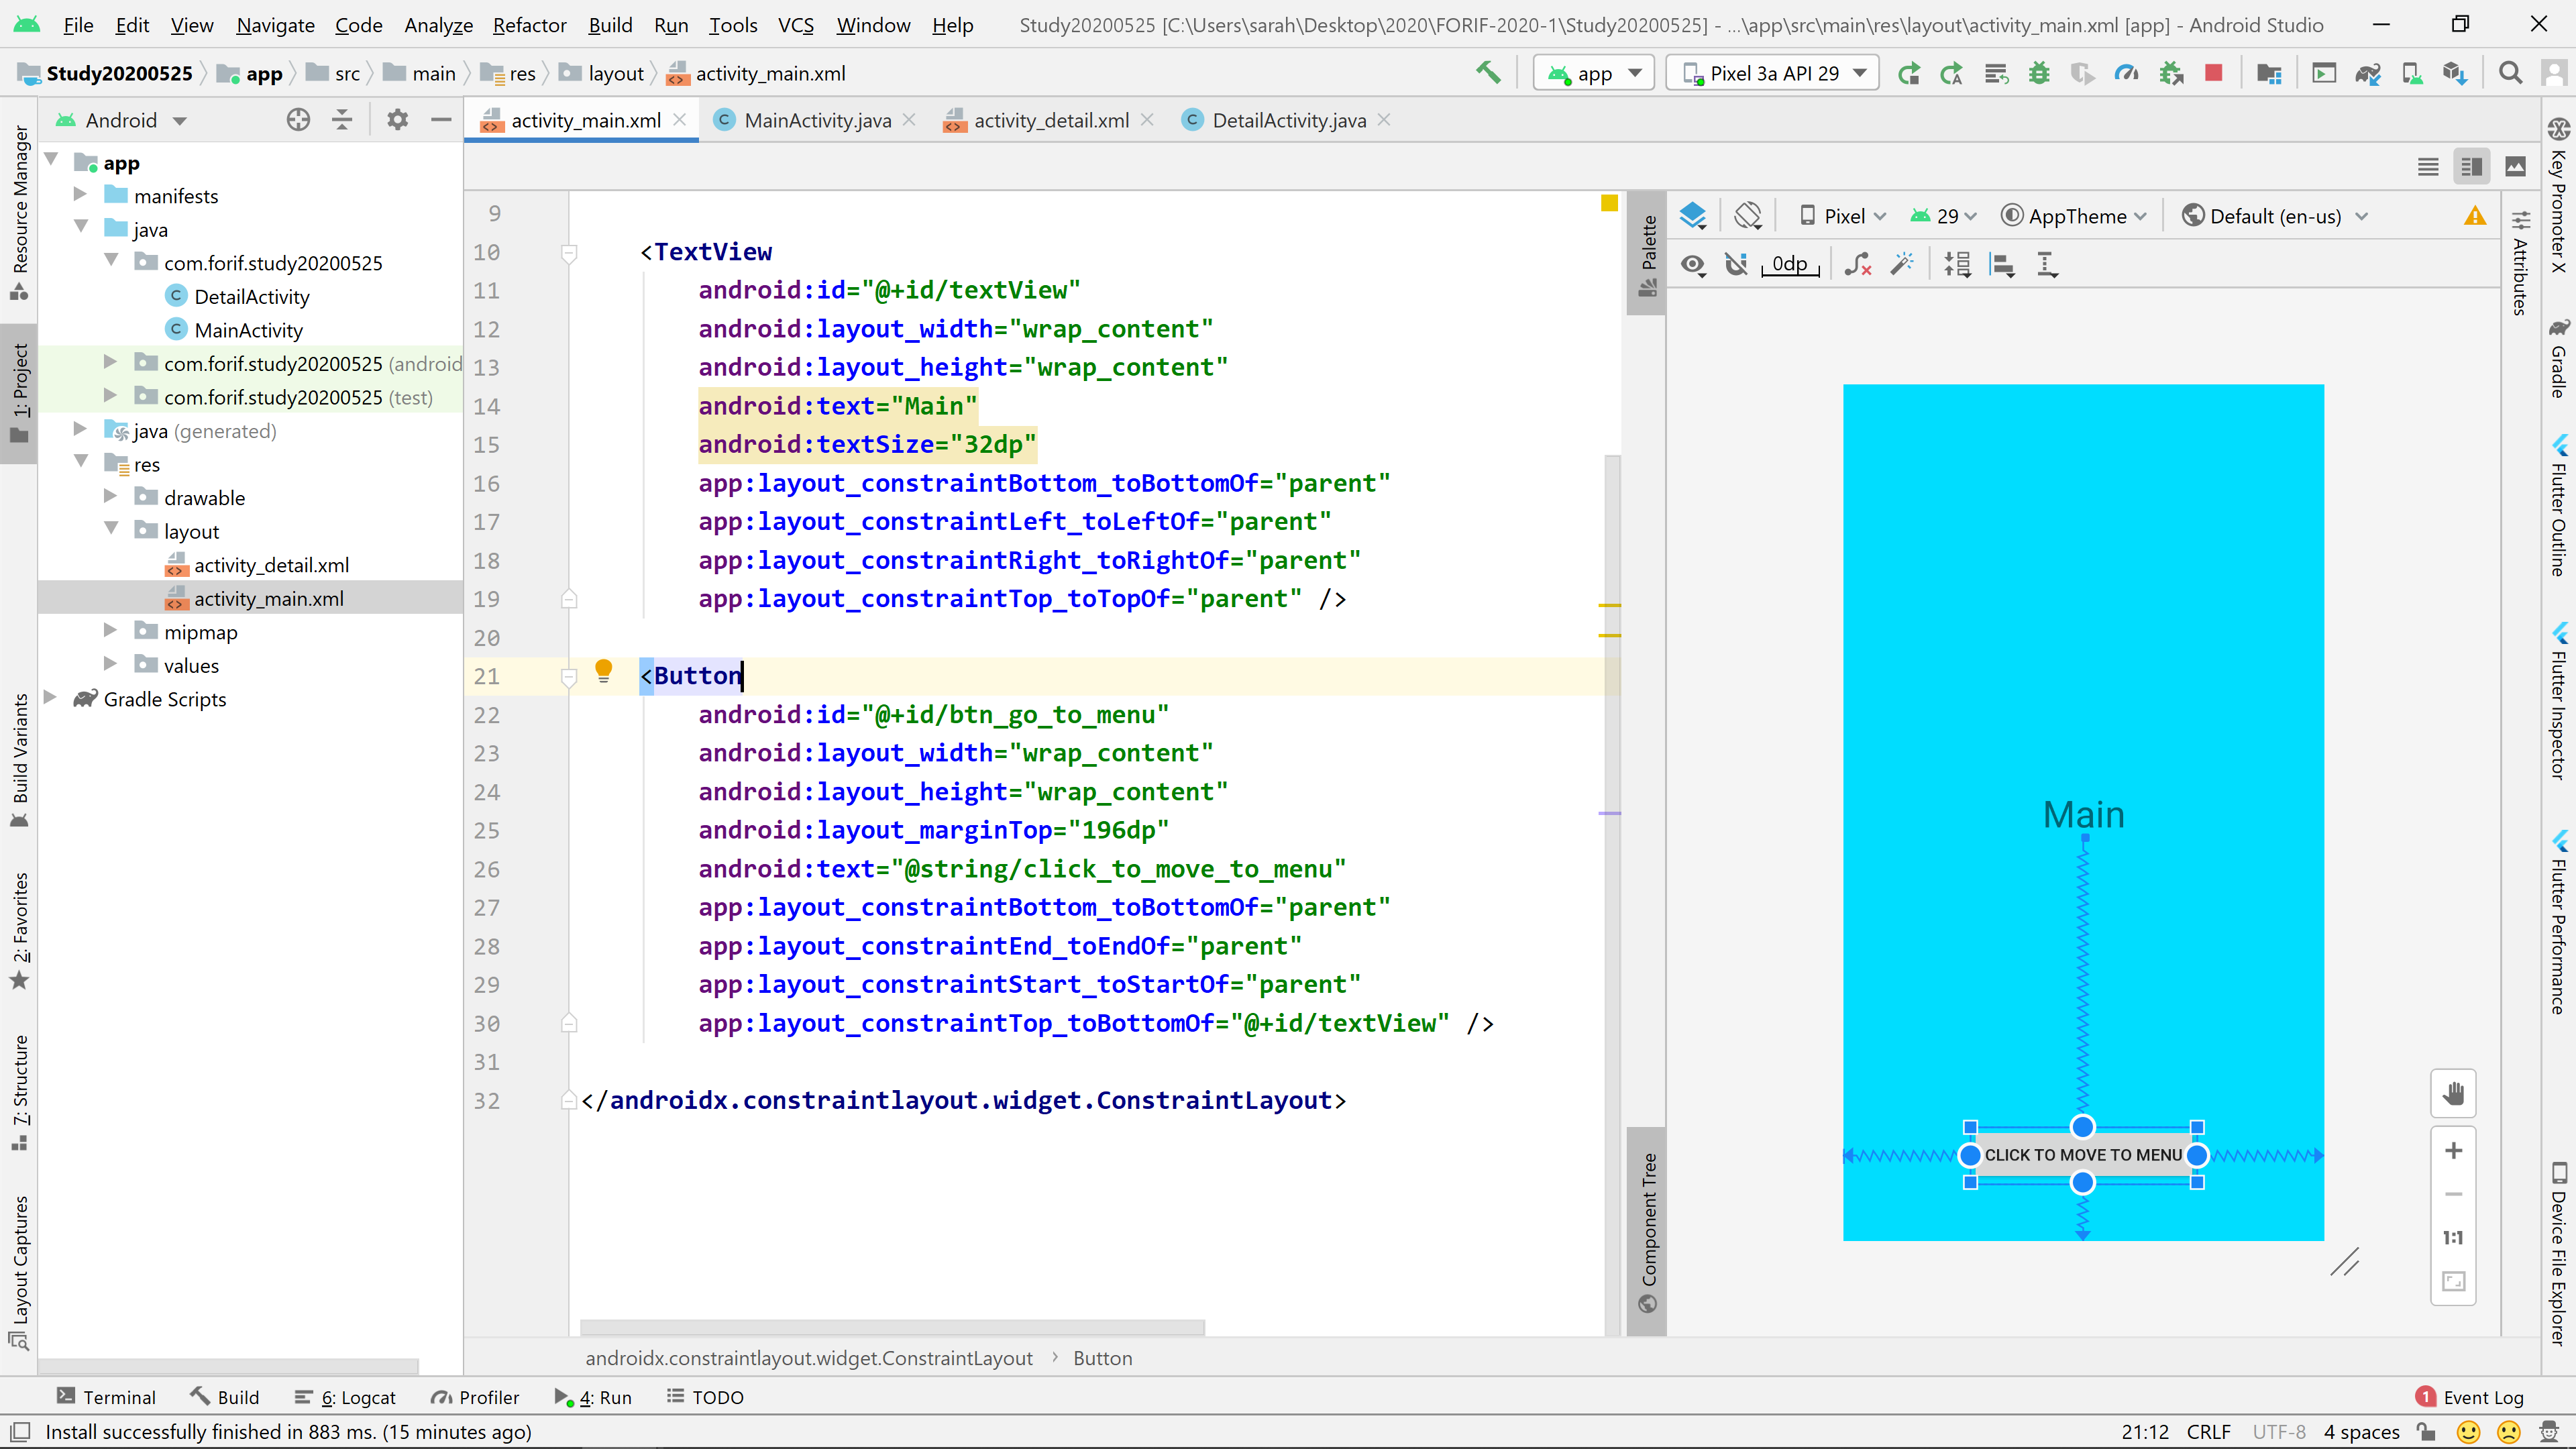 File Edit View Navigate Code Analyze Refactor Build Run Tools VCS Window Help Study20200525 [C:\Users\sarah\Desktop\2020\FORIF-2020-1\Study20200525] - ...\app\src\main\res\layout\activity_main.xml [app] - Android Studio
Study20200525 app src main res layout activity_main.xml app Pixel 3a API 29
Android
activity_main.xml MainActivity.java activity_detail.xml DetailActivity.java
app
manifests
java
com.forif.study20200525
DetailActivity
MainActivity
com.forif.study20200525 (android
com.forif.study20200525 (test)
java (generated)
res
drawable
layout
activity_detail.xml
activity_main.xml
mipmap
values
Gradle Scripts
Resource Manager
1: Project
Build Variants
2: Favorites
7: Structure
Layout Captures
9
10 <TextView
11 android:id="@+id/textView"
12 android:layout_width="wrap_content"
13 android:layout_height="wrap_content"
14 android:text="Main"
15 android:textSize="32dp"
16 app:layout_constraintBottom_toBottomOf="parent"
17 app:layout_constraintLeft_toLeftOf="parent"
18 app:layout_constraintRight_toRightOf="parent"
19 app:layout_constraintTop_toTopOf="parent" />
20
21 <Button
22 android:id="@+id/btn_go_to_menu"
23 android:layout_width="wrap_content"
24 android:layout_height="wrap_content"
25 android:layout_marginTop="196dp"
26 android:text="@string/click_to_move_to_menu"
27 app:layout_constraintBottom_toBottomOf="parent"
28 app:layout_constraintEnd_toEndOf="parent"
29 app:layout_constraintStart_toStartOf="parent"
30 app:layout_constraintTop_toBottomOf="@+id/textView" />
31
32 </androidx.constraintlayout.widget.ConstraintLayout>
androidx.constraintlayout.widget.ConstraintLayout › Button
Palette
Component Tree
Pixel 29 AppTheme Default (en-us)
0dp
Main
CLICK TO MOVE TO MENU
1:1
Attributes
Key Promoter X
Gradle
Flutter Outline
Flutter Inspector
Flutter Performance
Device File Explorer
Terminal Build 6: Logcat Profiler 4: Run TODO 1 Event Log
Install successfully finished in 883 ms. (15 minutes ago) 21:12 CRLF UTF-8 4 spaces